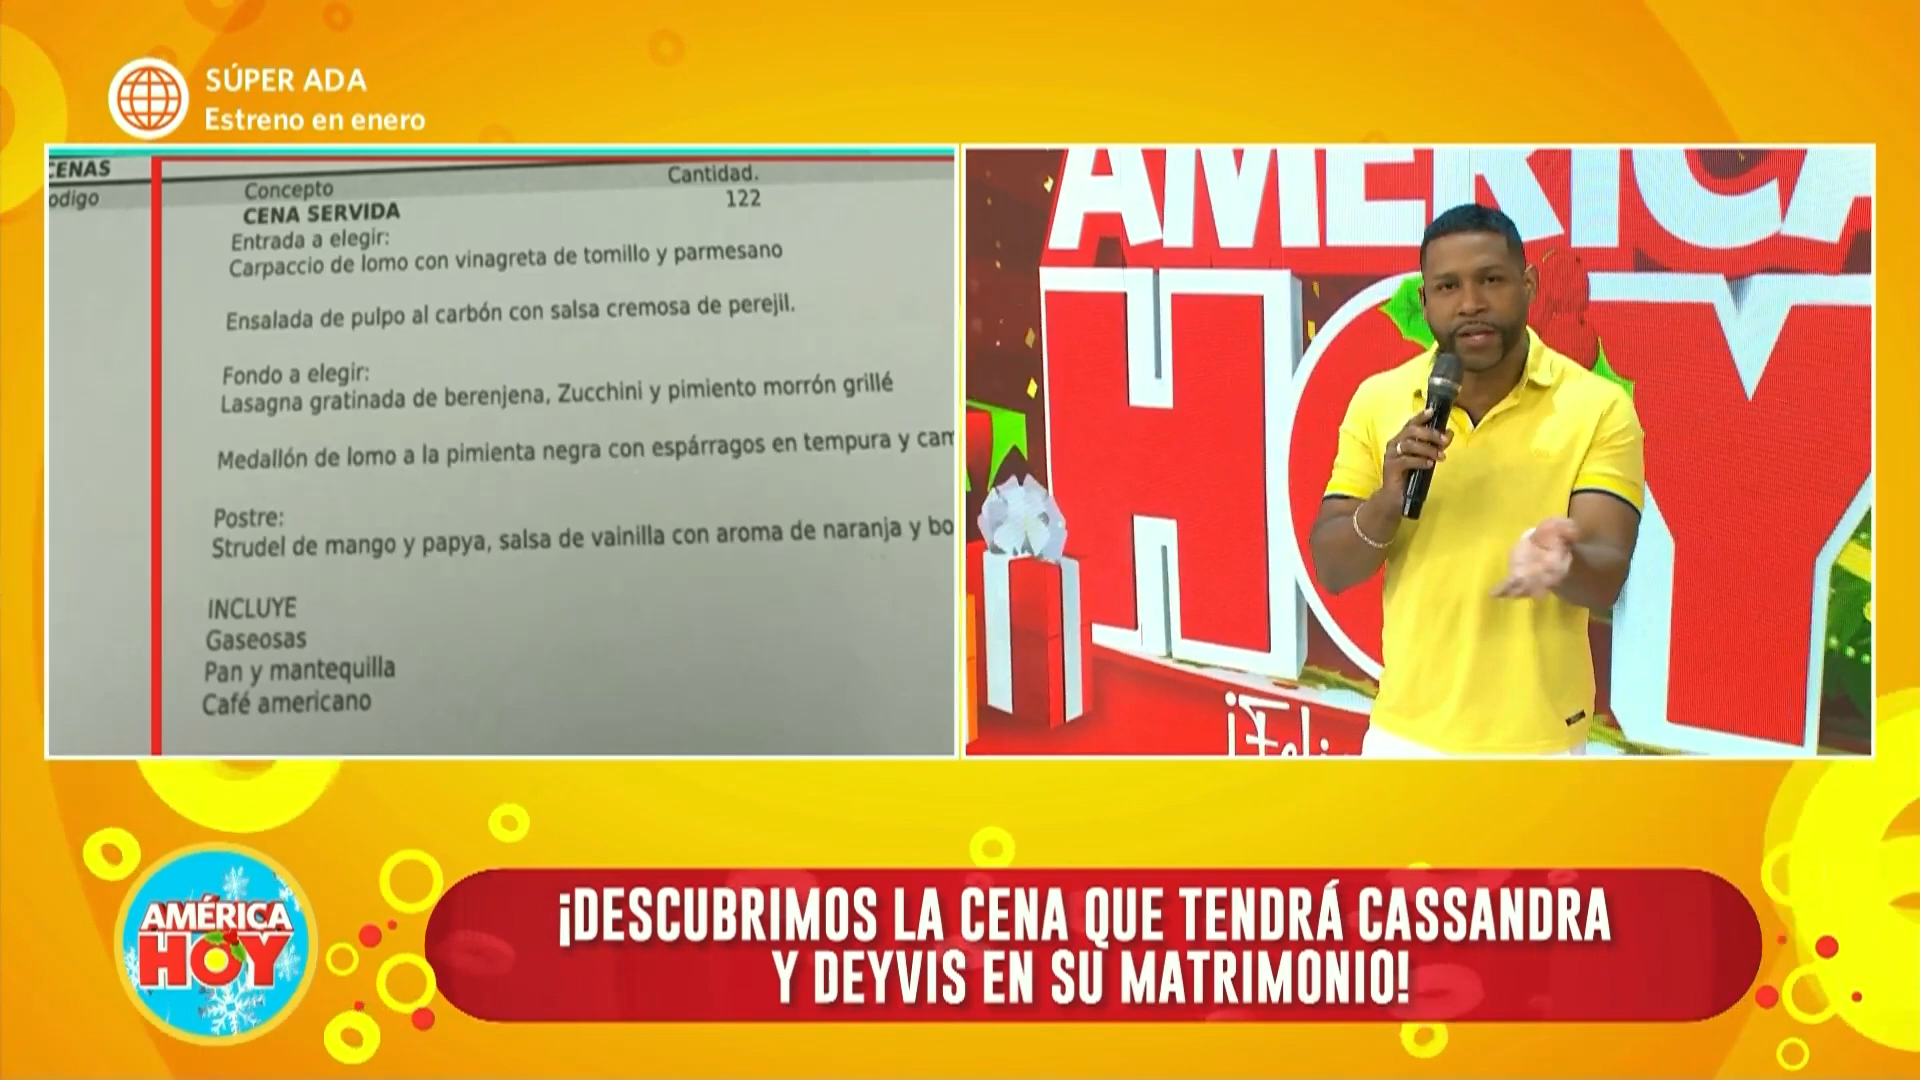 SÚPER ADA
Estreno en enero
CENAS
odigo
Concepto
Cantidad.
CENA SERVIDA
122
Entrada a elegir:
Carpaccio de lomo con vinagreta de tomillo y parmesano
Ensalada de pulpo al carbón con salsa cremosa de perejil.
Fondo a elegir:
Lasagna gratinada de berenjena, Zucchini y pimiento morrón grillé
Medallón de lomo a la pimienta negra con espárragos en tempura y cam
Postre:
Strudel de mango y papya, salsa de vainilla con aroma de naranja y bo
INCLUYE
Gaseosas
Pan y mantequilla
Café americano
AMÉRICA
HOY
¡Feli
AMÉRICA
HOY
¡DESCUBRIMOS LA CENA QUE TENDRÁ CASSANDRA
Y DEYVIS EN SU MATRIMONIO!